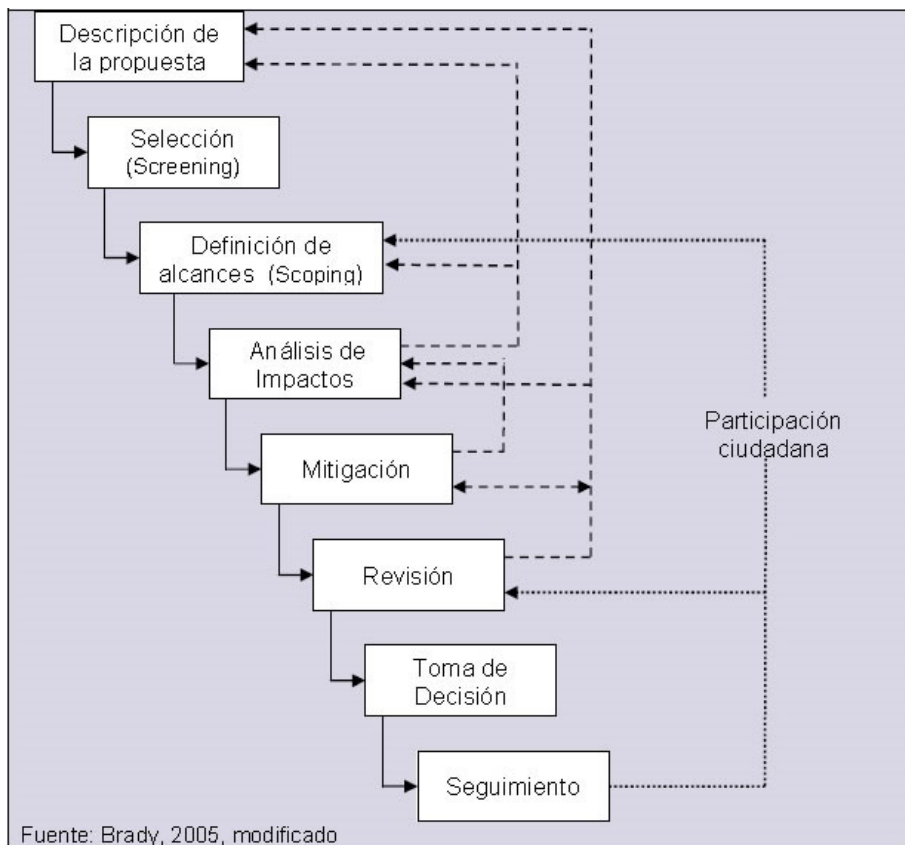 Descripción de
la propuesta
Selección
(Screening)
Definición de
alcances (Scoping)
Análisis de
Impactos
Participación
ciudadana
Mitigación
Revisión
Toma de
Decisión
Seguimiento
Fuente: Brady, 2005, modificado